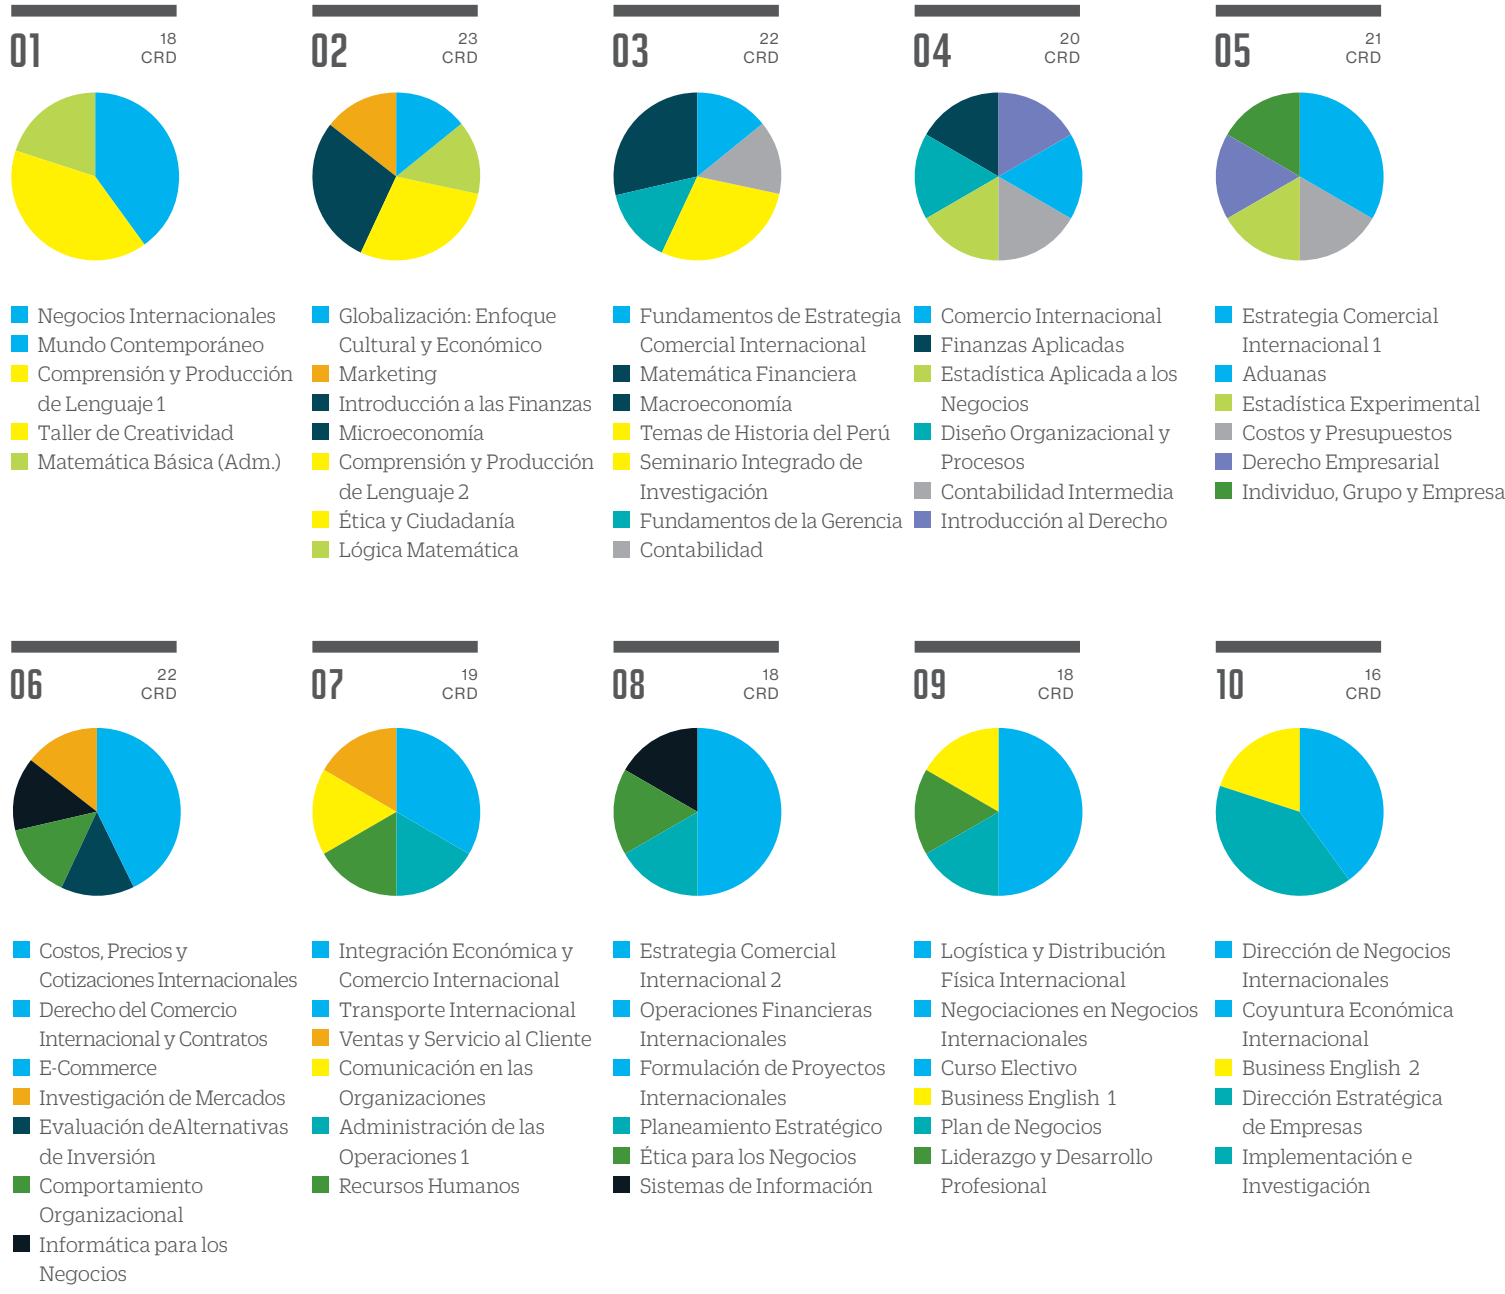 01
18
CRD
Negocios Internacionales
Mundo Contemporáneo
Comprensión y Producción
de Lenguaje 1
Taller de Creatividad
Matemática Básica (Adm.)
02
23
CRD
Globalización: Enfoque
Cultural y Económico
Marketing
Introducción a las Finanzas
Microeconomía
Comprensión y Producción
de Lenguaje 2
Ética y Ciudadanía
Lógica Matemática
03
22
CRD
Fundamentos de Estrategia
Comercial Internacional
Matemática Financiera
Macroeconomía
Temas de Historia del Perú
Seminario Integrado de
Investigación
Fundamentos de la Gerencia
Contabilidad
04
20
CRD
Comercio Internacional
Finanzas Aplicadas
Estadística Aplicada a los
Negocios
Diseño Organizacional y
Procesos
Contabilidad Intermedia
Introducción al Derecho
05
21
CRD
Estrategia Comercial
Internacional 1
Aduanas
Estadística Experimental
Costos y Presupuestos
Derecho Empresarial
Individuo, Grupo y Empresa
06
22
CRD
Costos, Precios y
Cotizaciones Internacionales
Derecho del Comercio
Internacional y Contratos
E-Commerce
Investigación de Mercados
Evaluación deAlternativas
de Inversión
Comportamiento
Organizacional
Informática para los
Negocios
07
19
CRD
Integración Económica y
Comercio Internacional
Transporte Internacional
Ventas y Servicio al Cliente
Comunicación en las
Organizaciones
Administración de las
Operaciones 1
Recursos Humanos
08
18
CRD
Estrategia Comercial
Internacional 2
Operaciones Financieras
Internacionales
Formulación de Proyectos
Internacionales
Planeamiento Estratégico
Ética para los Negocios
Sistemas de Información
09
18
CRD
Logística y Distribución
Física Internacional
Negociaciones en Negocios
Internacionales
Curso Electivo
Business English 1
Plan de Negocios
Liderazgo y Desarrollo
Profesional
10
16
CRD
Dirección de Negocios
Internacionales
Coyuntura Económica
Internacional
Business English 2
Dirección Estratégica
de Empresas
Implementación e
Investigación